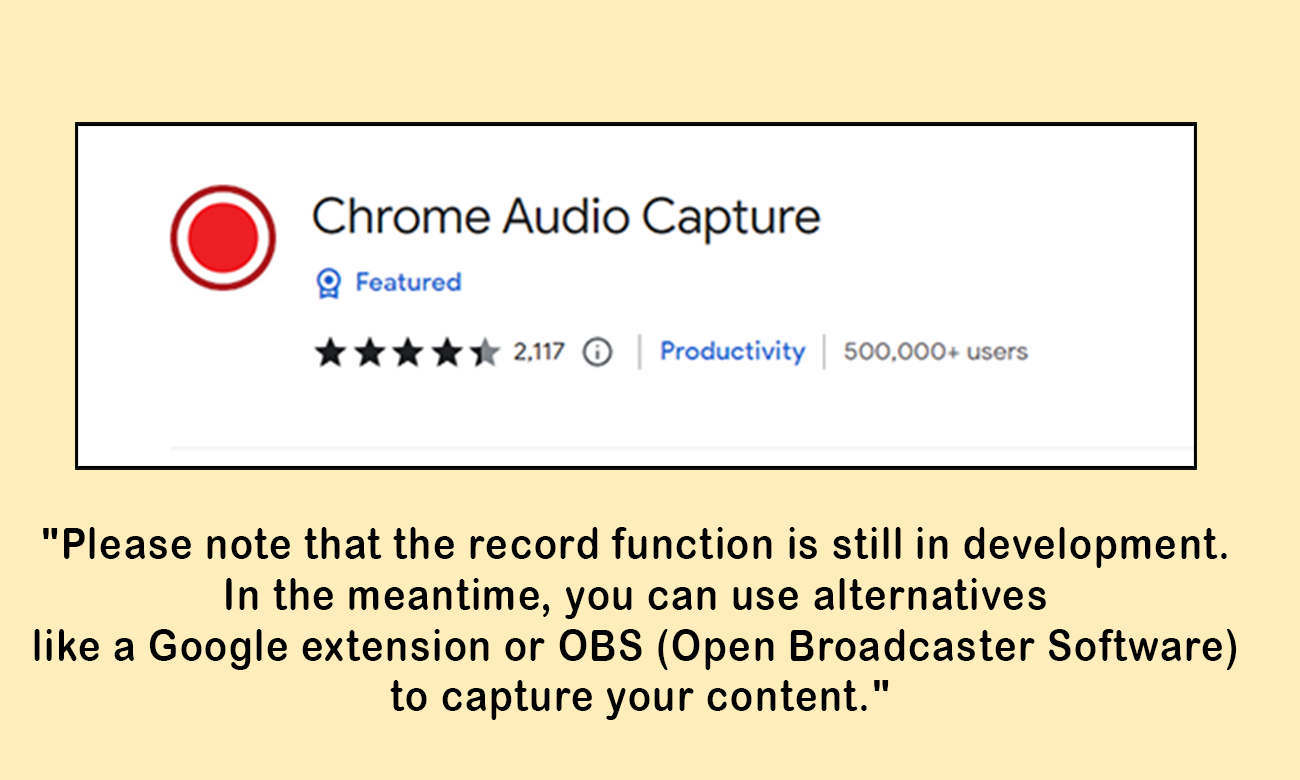 Chrome Audio Capture
Featured
2,117 | Productivity | 500,000+ users
"Please note that the record function is still in development.
In the meantime, you can use alternatives
like a Google extension or OBS (Open Broadcaster Software)
to capture your content."